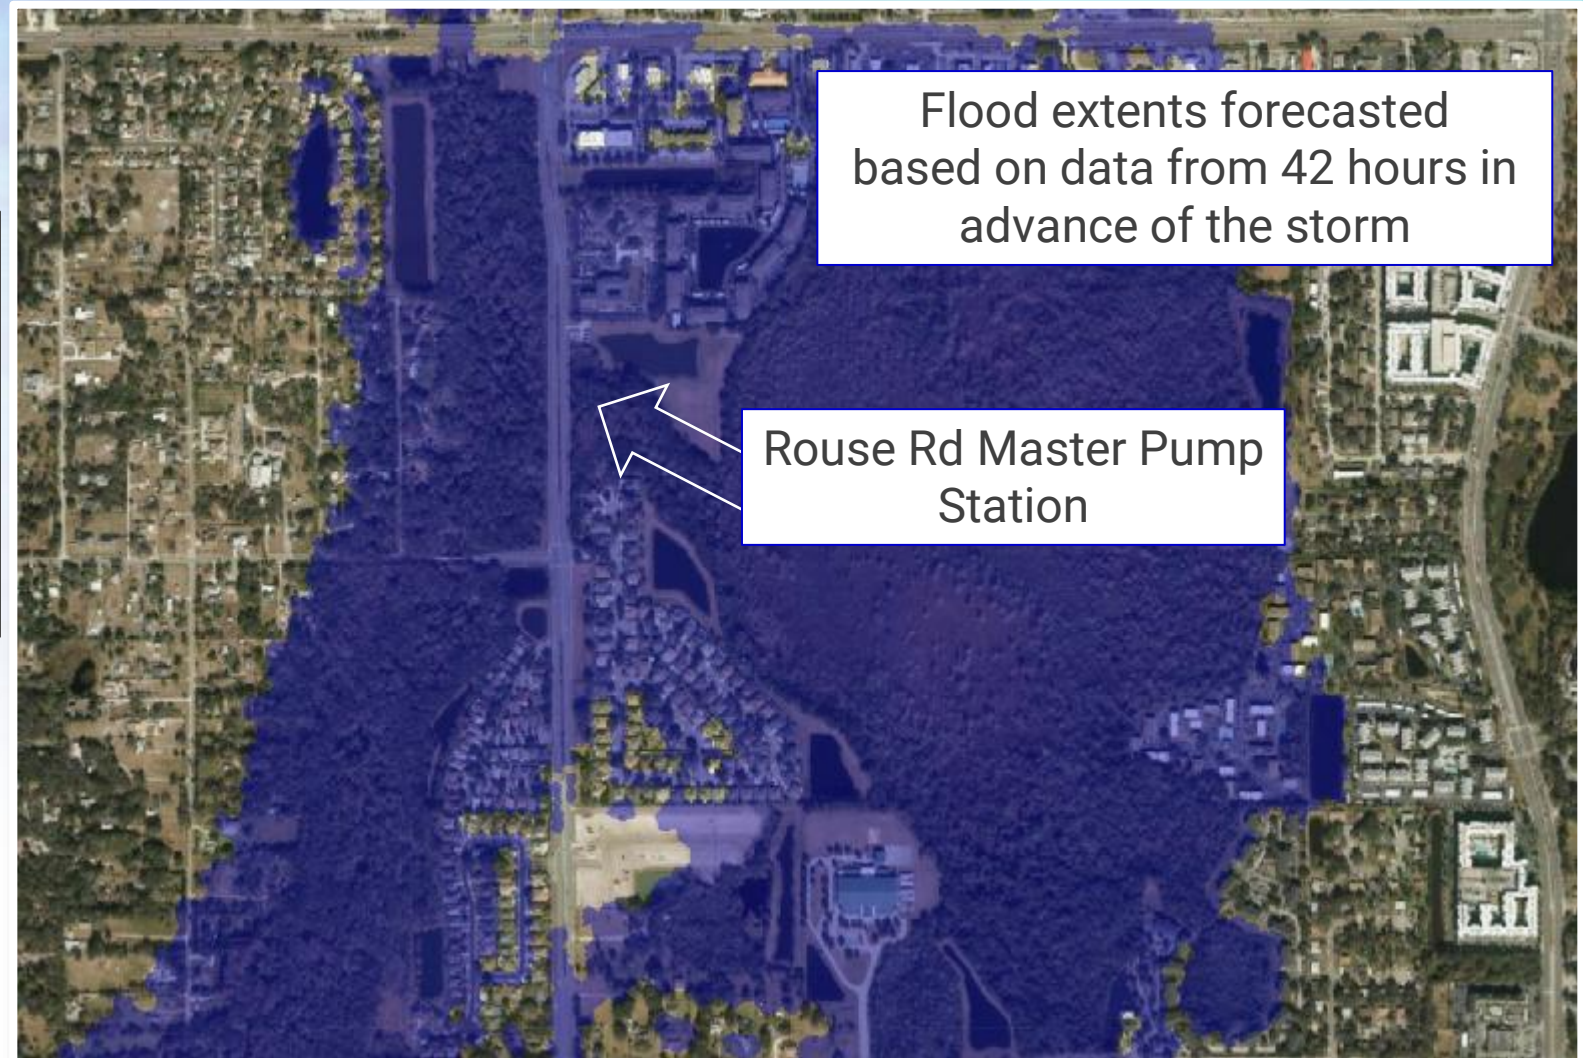 Flood extents forecasted
based on data from 42 hours in
advance of the storm
Rouse Rd Master Pump
Station